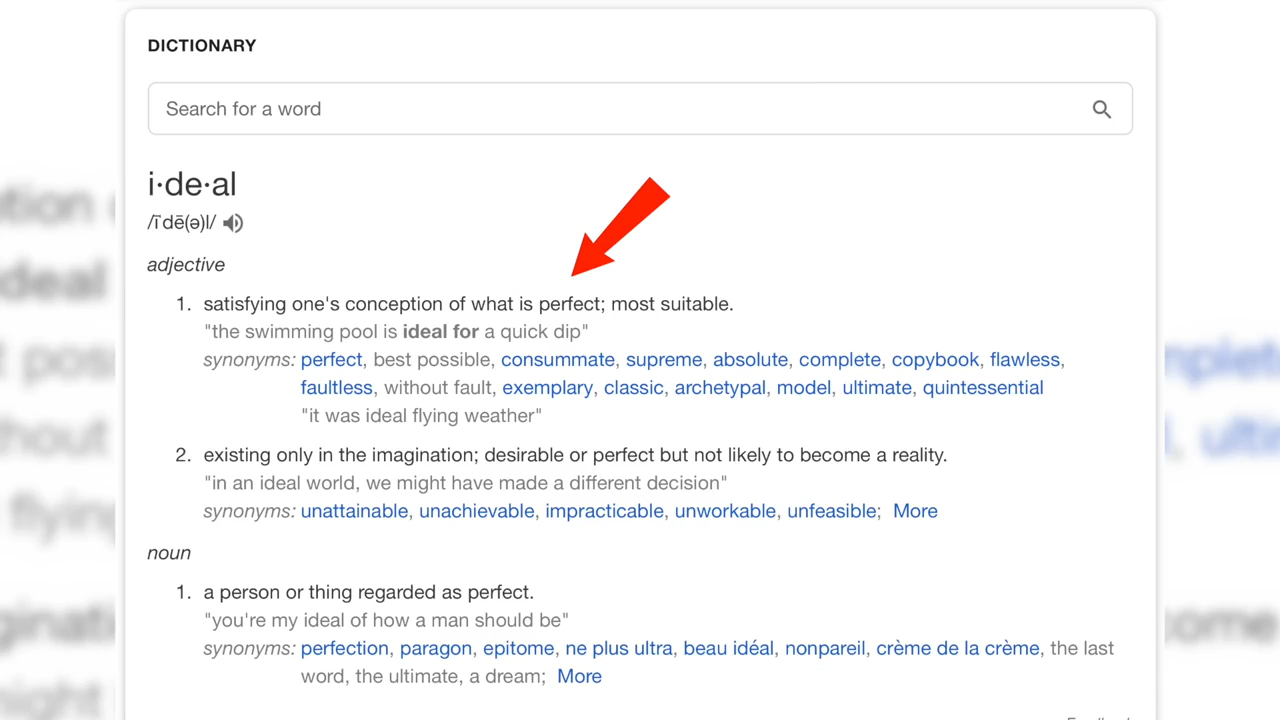 DICTIONARY
Search for a word
i·de·al
/īˈdē(ə)l/
adjective
1. satisfying one's conception of what is perfect; most suitable.
"the swimming pool is ideal for a quick dip"
synonyms: perfect, best possible, consummate, supreme, absolute, complete, copybook, flawless,
faultless, without fault, exemplary, classic, archetypal, model, ultimate, quintessential
"it was ideal flying weather"
2. existing only in the imagination; desirable or perfect but not likely to become a reality.
"in an ideal world, we might have made a different decision"
synonyms: unattainable, unachievable, impracticable, unworkable, unfeasible; More
noun
1. a person or thing regarded as perfect.
"you're my ideal of how a man should be"
synonyms: perfection, paragon, epitome, ne plus ultra, beau idéal, nonpareil, crème de la crème, the last
word, the ultimate, a dream; More